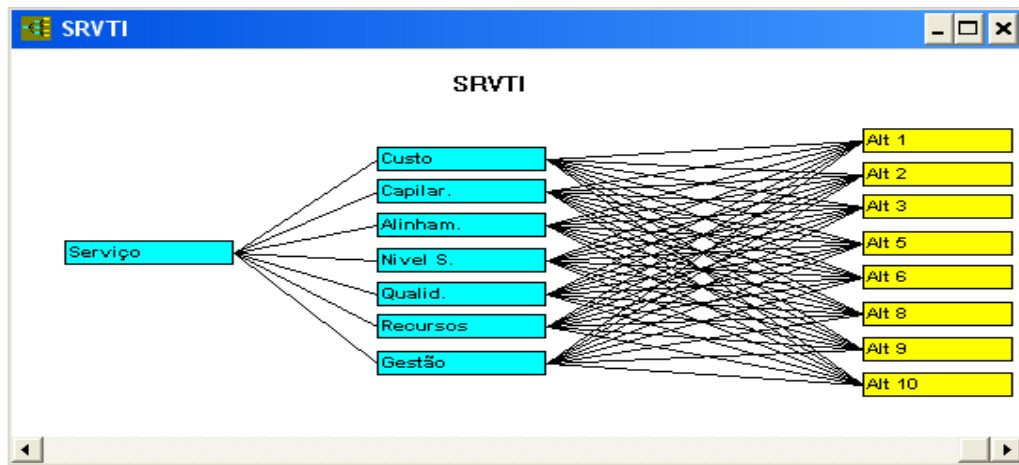 SRVTI
SRVTI
Serviço
Custo
Capilar.
Alinham.
Nivel S.
Qualid.
Recursos
Gestão
Alt 1
Alt 2
Alt 3
Alt 5
Alt 6
Alt 8
Alt 9
Alt 10